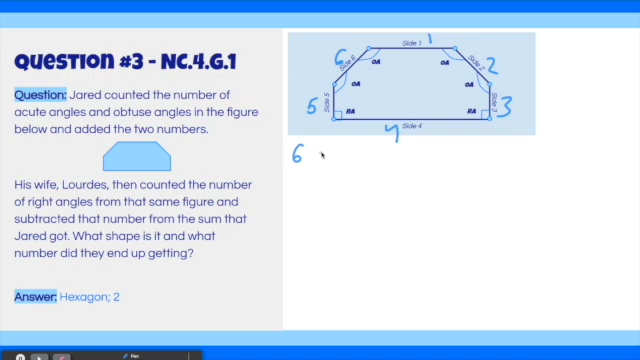 Question #3 - NC.4.G.1
Question: Jared counted the number of
acute angles and obtuse angles in the figure
below and added the two numbers.
His wife, Lourdes, then counted the number
of right angles from that same figure and
subtracted that number from the sum that
Jared got. What shape is it and what
number did they end up getting?
Answer: Hexagon; 2
Side 1 1
6 Side 6 OA OA Side 2 2
OA OA
5 Side 5 Side 3 3
RA RA
Side 4
4
6
Pen